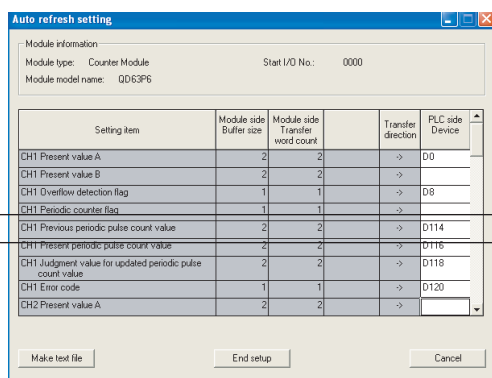 Auto refresh setting
Module information
Module type: Counter Module Start I/O No.: 0000
Module model name: QD63P6
Setting item Module side Buffer size Module side Transfer word count Transfer direction PLC side Device
CH1 Present value A 2 2 -> D0
CH1 Present value B 2 2 ->
CH1 Overflow detection flag 1 1 -> D8
CH1 Periodic counter flag 1 1 ->
CH1 Previous periodic pulse count value 2 2 -> D114
CH1 Present periodic pulse count value 2 2 -> D116
CH1 Judgment value for updated periodic pulse count value 2 2 -> D118
CH1 Error code 1 1 -> D120
CH2 Present value A 2 2 ->
Make text file End setup Cancel